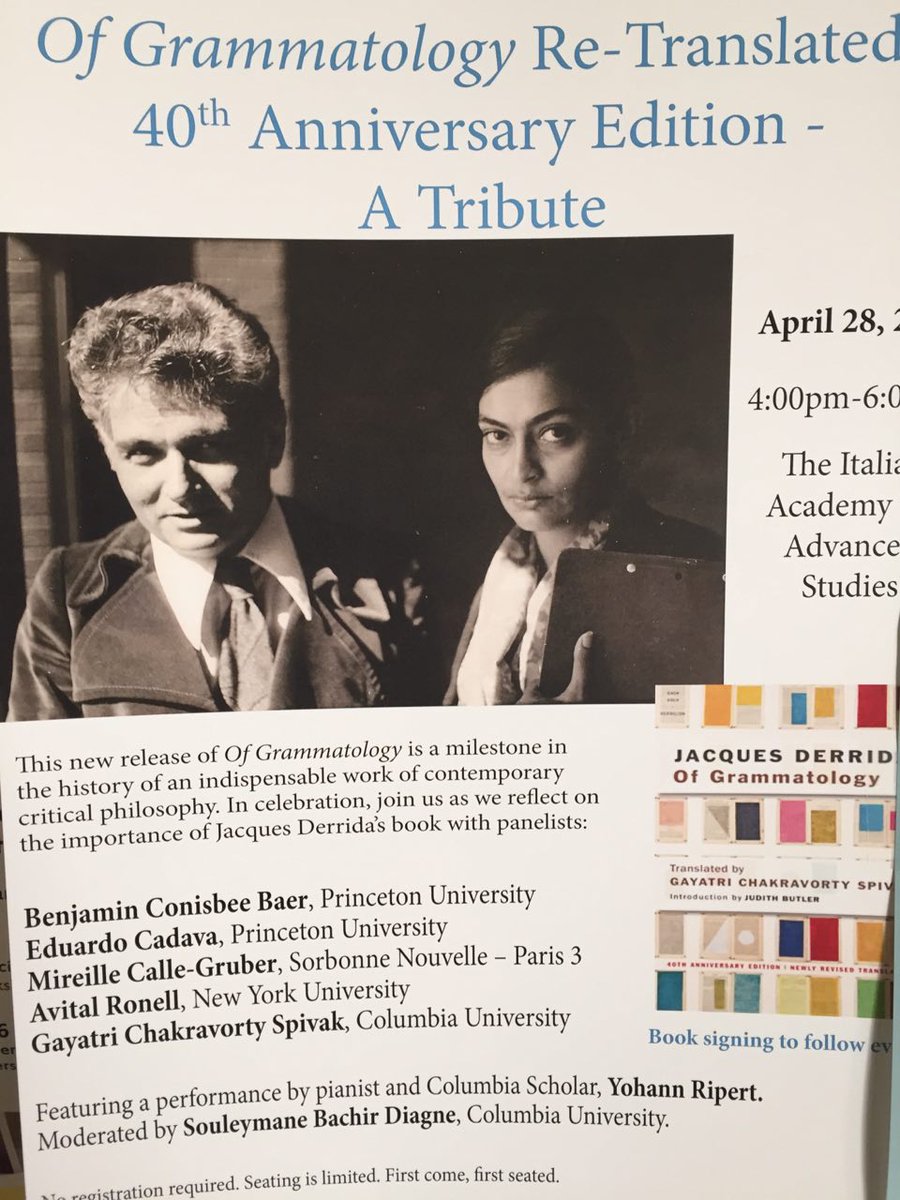 Of Grammatology Re-Translated
40th Anniversary Edition -
A Tribute
April 28,
4:00pm-6:0
The Italia
Academy
Advance
Studies
This new release of Of Grammatology is a milestone in
the history of an indispensable work of contemporary
critical philosophy. In celebration, join us as we reflect on
the importance of Jacques Derrida's book with panelists:
Benjamin Conisbee Baer, Princeton University
Eduardo Cadava, Princeton University
Mireille Calle-Gruber, Sorbonne Nouvelle – Paris 3
Avital Ronell, New York University
Gayatri Chakravorty Spivak, Columbia University
JACQUES DERRID
Of Grammatology
Translated by
GAYATRI CHAKRAVORTY SPIV
Introduction by JUDITH BUTLER
40TH ANNIVERSARY EDITION | NEWLY REVISED TRANSL
Book signing to follow ev
Featuring a performance by pianist and Columbia Scholar, Yohann Ripert.
Moderated by Souleymane Bachir Diagne, Columbia University.
No registration required. Seating is limited. First come, first seated.